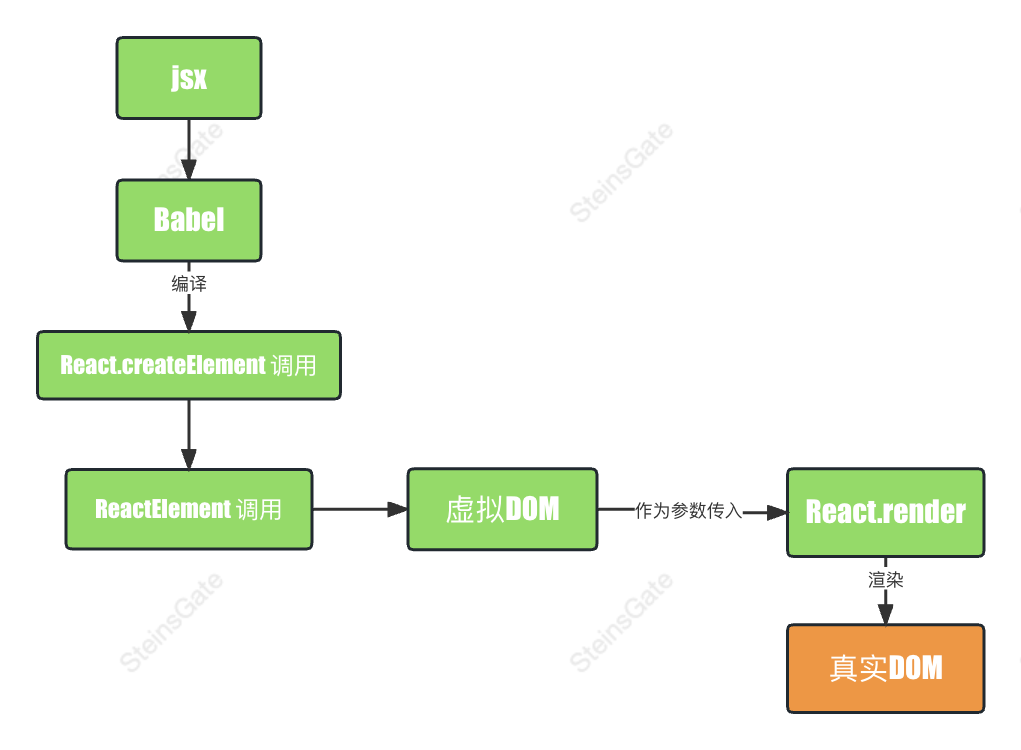 jsx
SteinsGate
SteinsGate
Babel
编译
React.createElement 调用
ReactElement 调用
虚拟DOM
作为参数传入
React.render
渲染
SteinsGate
SteinsGate
真实DOM